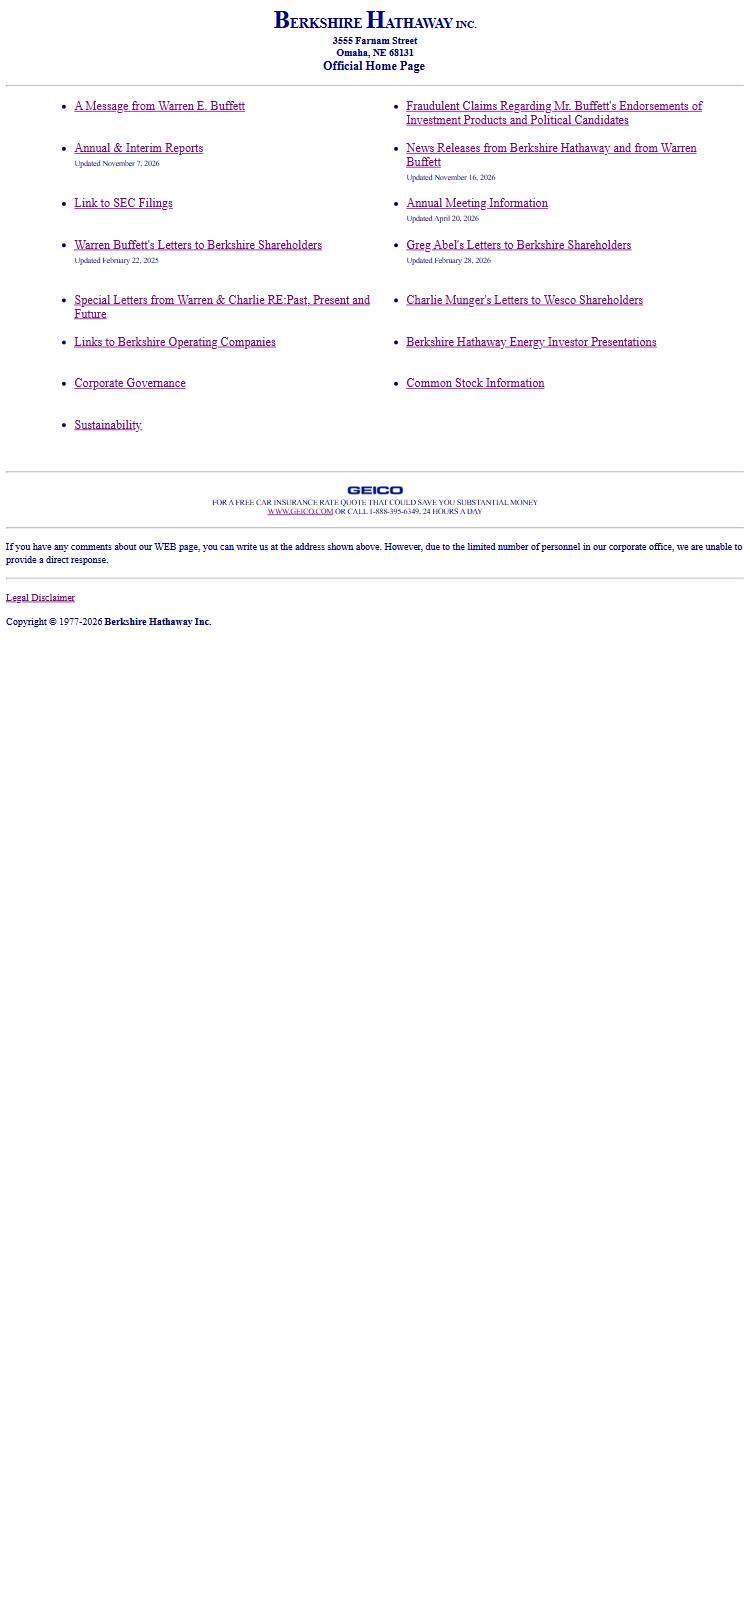 BERKSHIRE HATHAWAY INC.
3555 Farnam Street
Omaha, NE 68131
Official Home Page
A Message from Warren E. Buffett
Fraudulent Claims Regarding Mr. Buffett's Endorsements of
Investment Products and Political Candidates
Annual & Interim Reports
Updated November 7, 2026
News Releases from Berkshire Hathaway and from Warren
Buffett
Updated November 16, 2026
Link to SEC Filings
Annual Meeting Information
Updated April 20, 2026
Warren Buffett's Letters to Berkshire Shareholders
Updated February 22, 2025
Greg Abel's Letters to Berkshire Shareholders
Updated February 28, 2026
Special Letters from Warren & Charlie RE:Past, Present and
Future
Charlie Munger's Letters to Wesco Shareholders
Links to Berkshire Operating Companies
Berkshire Hathaway Energy Investor Presentations
Corporate Governance
Common Stock Information
Sustainability
GEICO
FOR A FREE CAR INSURANCE RATE QUOTE THAT COULD SAVE YOU SUBSTANTIAL MONEY
WWW.GEICO.COM OR CALL 1-888-395-6349, 24 HOURS A DAY
If you have any comments about our WEB page, you can write us at the address shown above. However, due to the limited number of personnel in our corporate office, we are unable to
provide a direct response.
Legal Disclaimer
Copyright © 1977-2026 Berkshire Hathaway Inc.